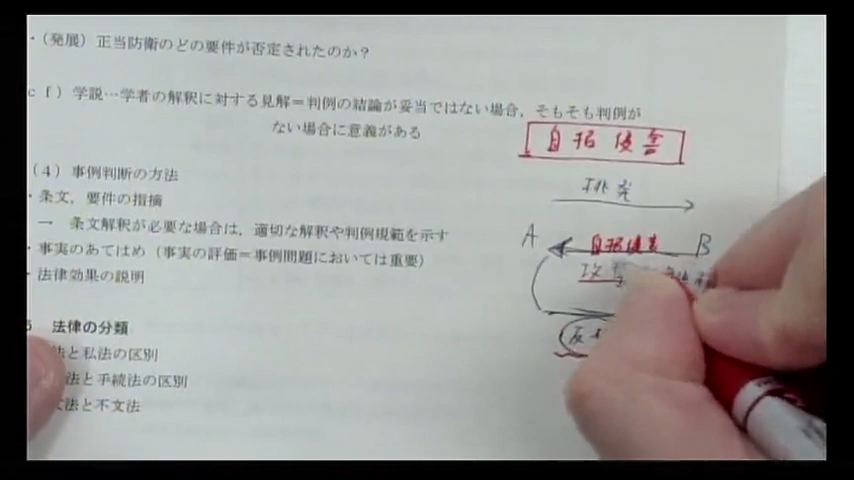 ・（発展）正当防衛のどの要件が否定されたのか？
cf）学説…学者の解釈に対する見解＝判例の結論が妥当ではない場合，そもそも判例が
ない場合に意義がある
自招侵害
（4）事例判断の方法
挑発
・条文，要件の指摘
→ 条文解釈が必要な場合は，適切な解釈や判例規範を示す
A 自招侵害 B
・事実のあてはめ（事実の評価＝事例問題においては重要）
・法律効果の説明
法律の分類
法と私法の区別
法と手続法の区別
法と不文法